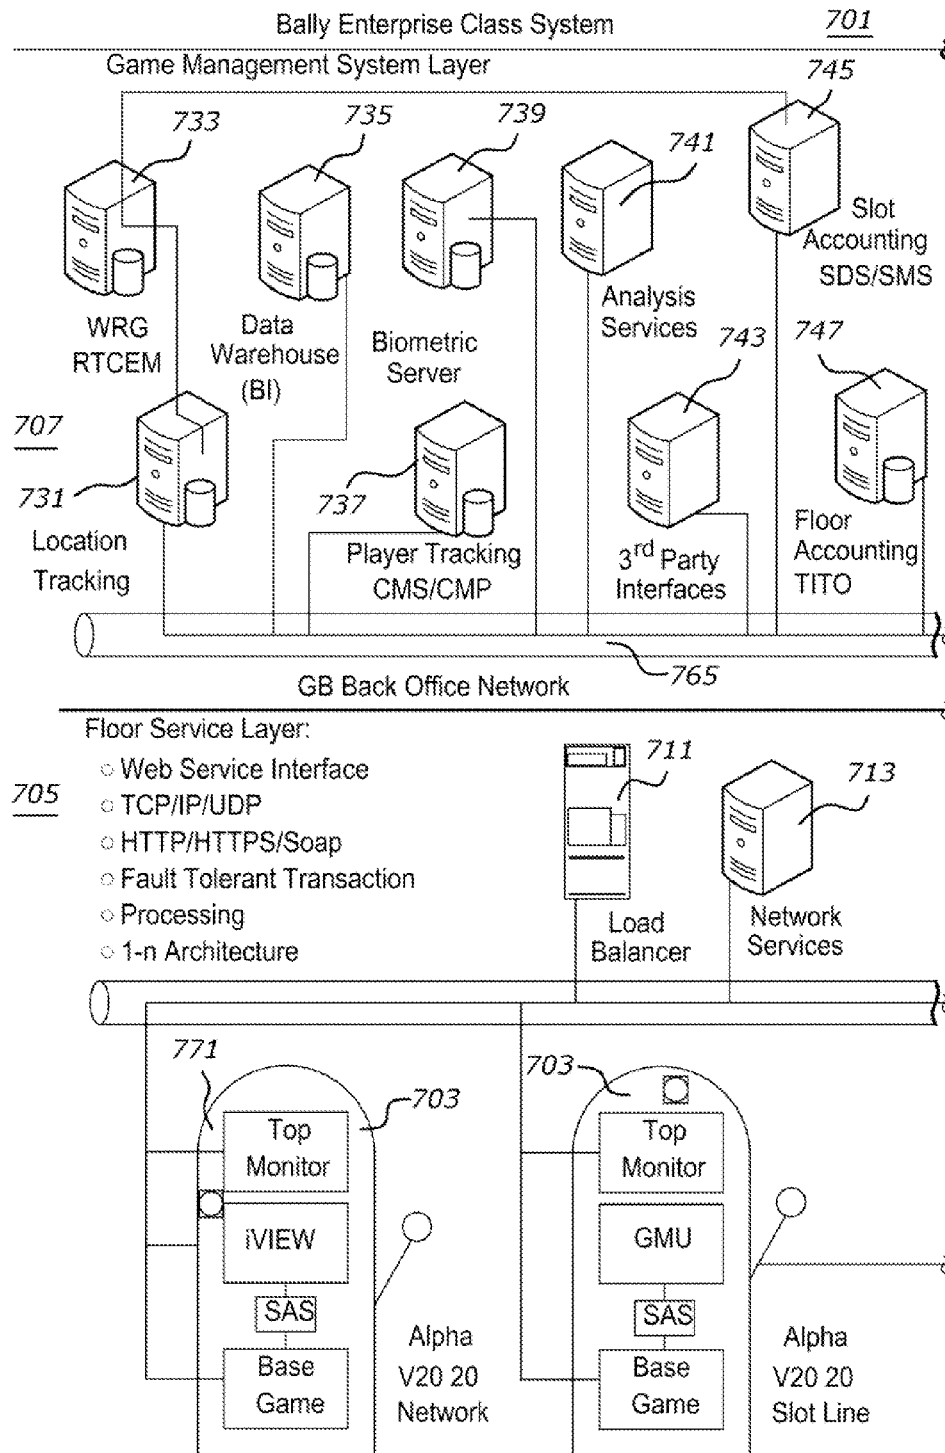 Bally Enterprise Class System
701
Game Management System Layer
745
733
735
739
741
Slot
Accounting
SDS/SMS
WRG
RTCEM
Data
Warehouse
(BI)
Biometric
Server
Analysis
Services
743
747
707
731
737
Location
Tracking
Player Tracking
CMS/CMP
3rd Party
Interfaces
Floor
Accounting
TITO
765
GB Back Office Network
Floor Service Layer:
○ Web Service Interface
○ TCP/IP/UDP
○ HTTP/HTTPS/Soap
○ Fault Tolerant Transaction
○ Processing
○ 1-n Architecture
705
711
713
Load
Balancer
Network
Services
771
703
703
Top
Monitor
iVIEW
SAS
Base
Game
Alpha
V20 20
Network
Top
Monitor
GMU
SAS
Base
Game
Alpha
V20 20
Slot Line